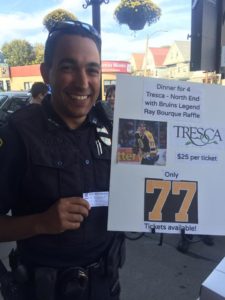 Dinner for 4
Tresca - North End
with Bruins Legend
Ray Bourque Raffle
TRESCA
$25 per ticket
Only
77
Tickets available!